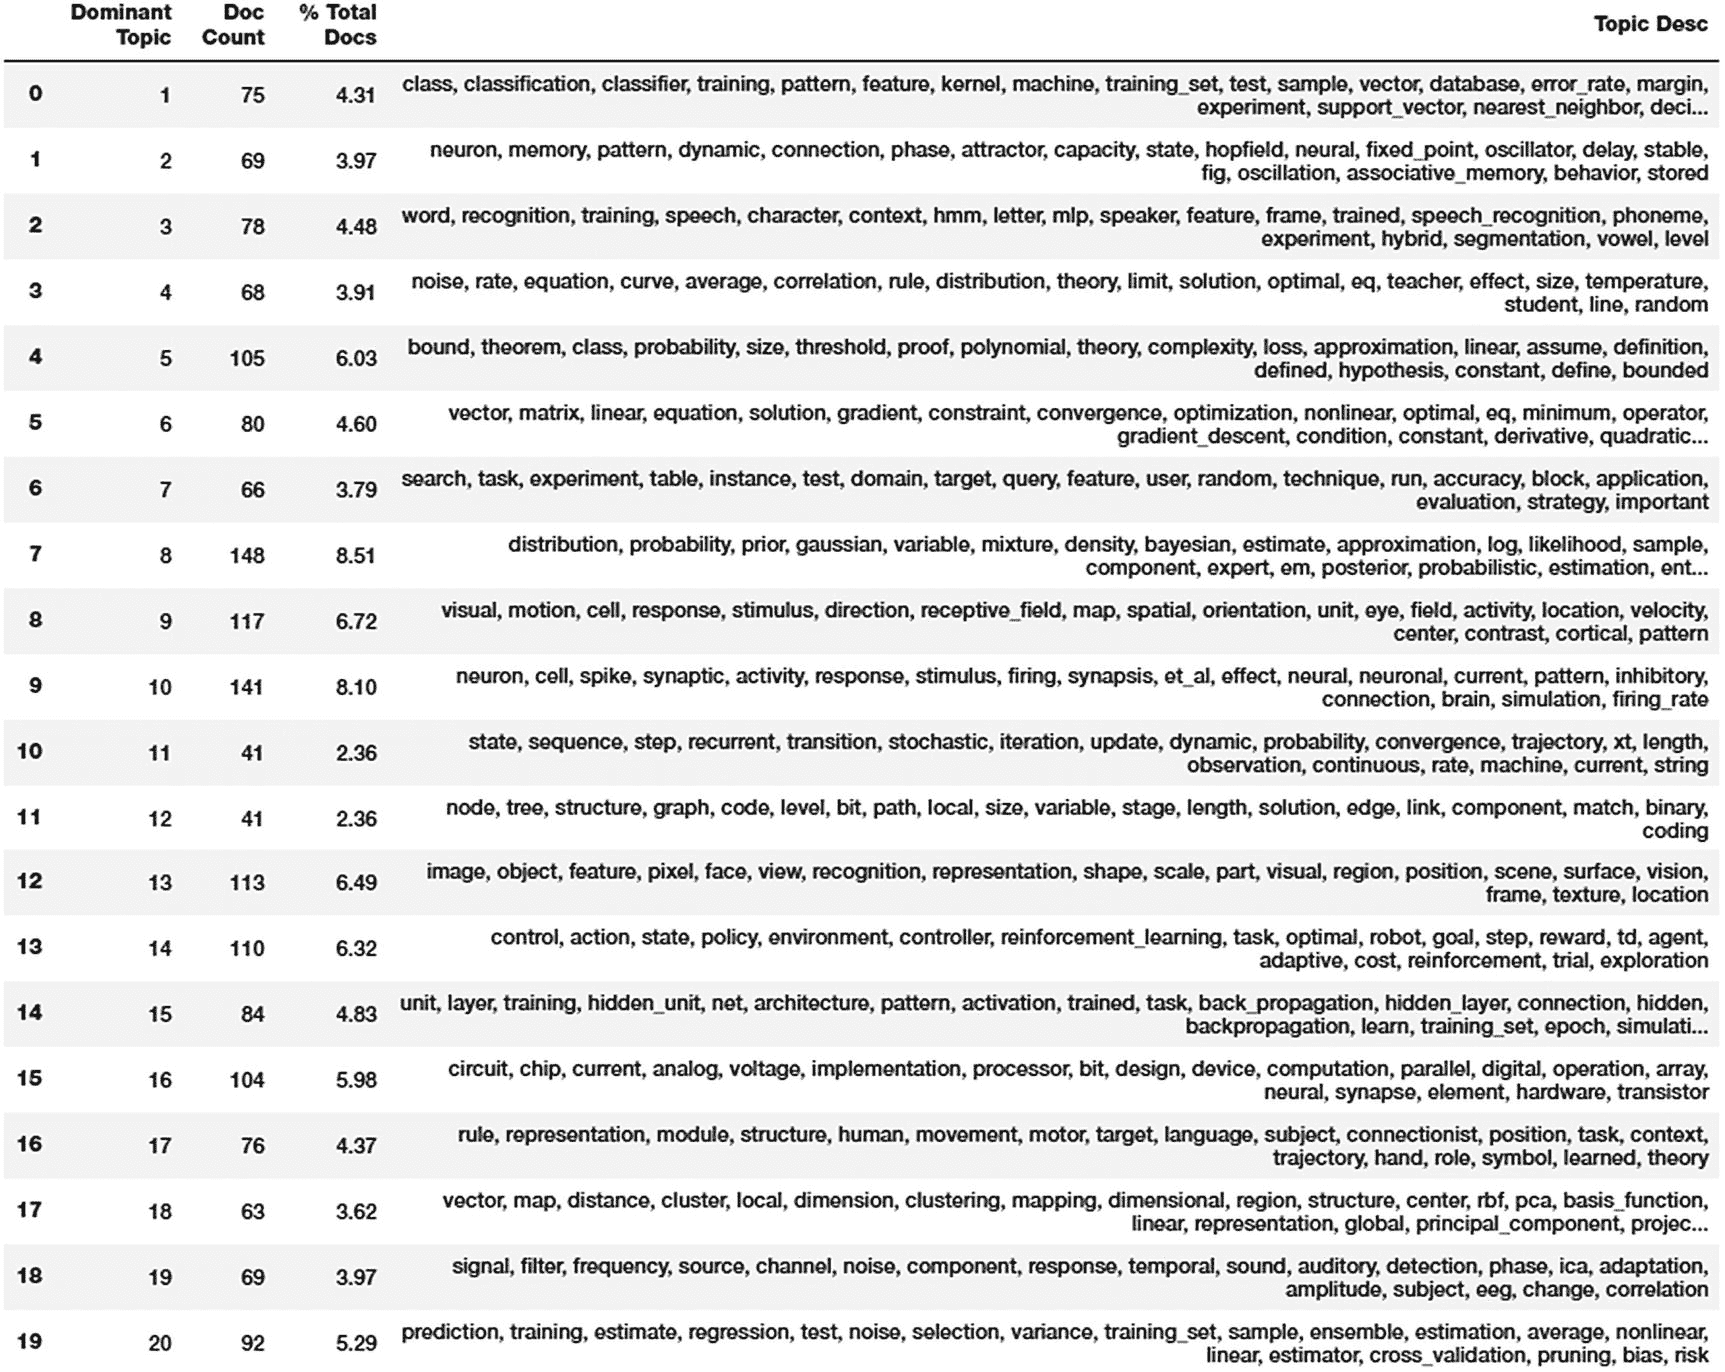 Dominant Topic Doc Count % Total Docs Topic Desc
0 1 75 4.31 class, classification, classifier, training, pattern, feature, kernel, machine, training_set, test, sample, vector, database, error_rate, margin,
experiment, support_vector, nearest_neighbor, deci...
1 2 69 3.97 neuron, memory, pattern, dynamic, connection, phase, attractor, capacity, state, hopfield, neural, fixed_point, oscillator, delay, stable,
fig, oscillation, associative_memory, behavior, stored
2 3 78 4.48 word, recognition, training, speech, character, context, hmm, letter, mlp, speaker, feature, frame, trained, speech_recognition, phoneme,
experiment, hybrid, segmentation, vowel, level
3 4 68 3.91 noise, rate, equation, curve, average, correlation, rule, distribution, theory, limit, solution, optimal, eq, teacher, effect, size, temperature,
student, line, random
4 5 105 6.03 bound, theorem, class, probability, size, threshold, proof, polynomial, theory, complexity, loss, approximation, linear, assume, definition,
defined, hypothesis, constant, define, bounded
5 6 80 4.60 vector, matrix, linear, equation, solution, gradient, constraint, convergence, optimization, nonlinear, optimal, eq, minimum, operator,
gradient_descent, condition, constant, derivative, quadratic...
6 7 66 3.79 search, task, experiment, table, instance, test, domain, target, query, feature, user, random, technique, run, accuracy, block, application,
evaluation, strategy, important
7 8 148 8.51 distribution, probability, prior, gaussian, variable, mixture, density, bayesian, estimate, approximation, log, likelihood, sample,
component, expert, em, posterior, probabilistic, estimation, ent...
8 9 117 6.72 visual, motion, cell, response, stimulus, direction, receptive_field, map, spatial, orientation, unit, eye, field, activity, location, velocity,
center, contrast, cortical, pattern
9 10 141 8.10 neuron, cell, spike, synaptic, activity, response, stimulus, firing, synapsis, et_al, effect, neural, neuronal, current, pattern, inhibitory,
connection, brain, simulation, firing_rate
10 11 41 2.36 state, sequence, step, recurrent, transition, stochastic, iteration, update, dynamic, probability, convergence, trajectory, xt, length,
observation, continuous, rate, machine, current, string
11 12 41 2.36 node, tree, structure, graph, code, level, bit, path, local, size, variable, stage, length, solution, edge, link, component, match, binary,
coding
12 13 113 6.49 image, object, feature, pixel, face, view, recognition, representation, shape, scale, part, visual, region, position, scene, surface, vision,
frame, texture, location
13 14 110 6.32 control, action, state, policy, environment, controller, reinforcement_learning, task, optimal, robot, goal, step, reward, td, agent,
adaptive, cost, reinforcement, trial, exploration
14 15 84 4.83 unit, layer, training, hidden_unit, net, architecture, pattern, activation, trained, task, back_propagation, hidden_layer, connection, hidden,
backpropagation, learn, training_set, epoch, simulati...
15 16 104 5.98 circuit, chip, current, analog, voltage, implementation, processor, bit, design, device, computation, parallel, digital, operation, array,
neural, synapse, element, hardware, transistor
16 17 76 4.37 rule, representation, module, structure, human, movement, motor, target, language, subject, connectionist, position, task, context,
trajectory, hand, role, symbol, learned, theory
17 18 63 3.62 vector, map, distance, cluster, local, dimension, clustering, mapping, dimensional, region, structure, center, rbf, pca, basis_function,
linear, representation, global, principal_component, projec...
18 19 69 3.97 signal, filter, frequency, source, channel, noise, component, response, temporal, sound, auditory, detection, phase, ica, adaptation,
amplitude, subject, eeg, change, correlation
19 20 92 5.29 prediction, training, estimate, regression, test, noise, selection, variance, training_set, sample, ensemble, estimation, average, nonlinear,
linear, estimator, cross_validation, pruning, bias, risk